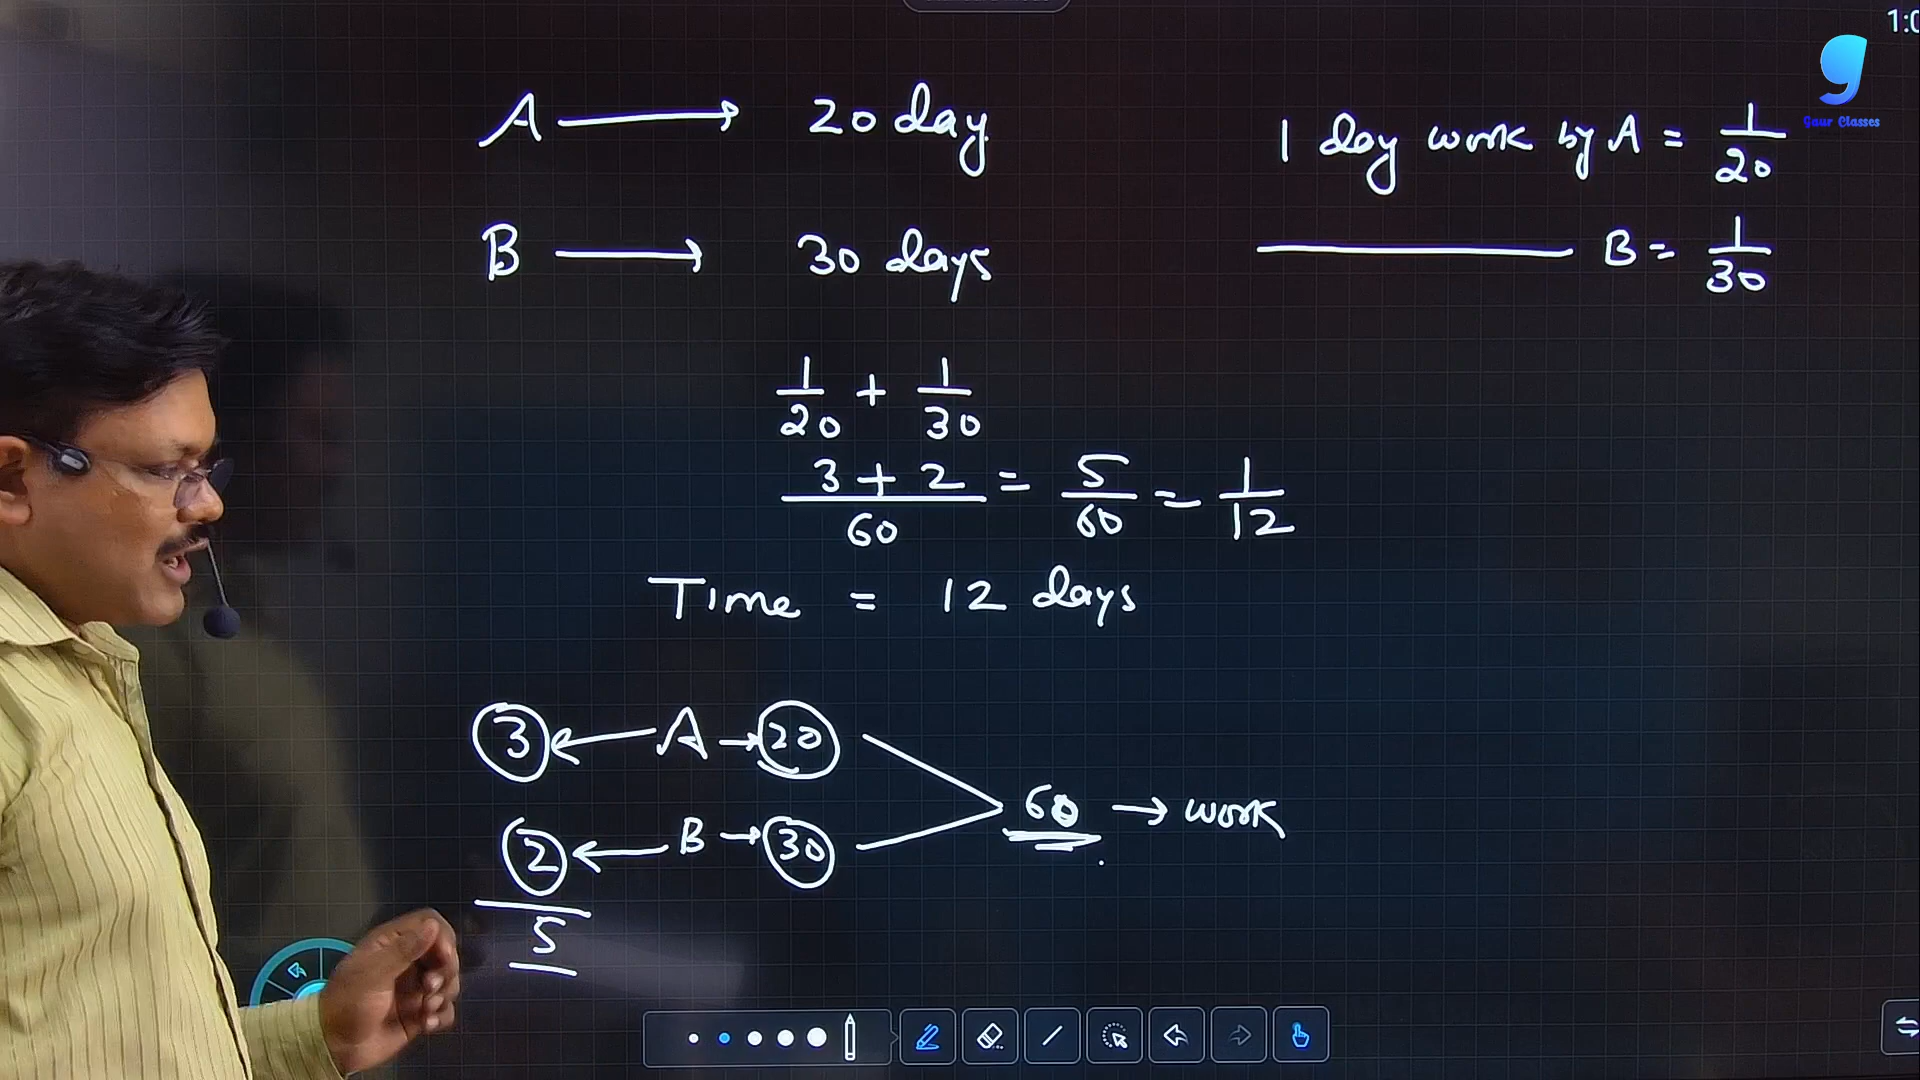 A → 20 day
B → 30 days
1 day work by A = 1/20
B = 1/30
1/20 + 1/30
3 + 2 / 60 = 5/60 = 1/12
Time = 12 days
3 ← A → 20
2 ← B → 30
60 → work
5
g
Gaur Classes